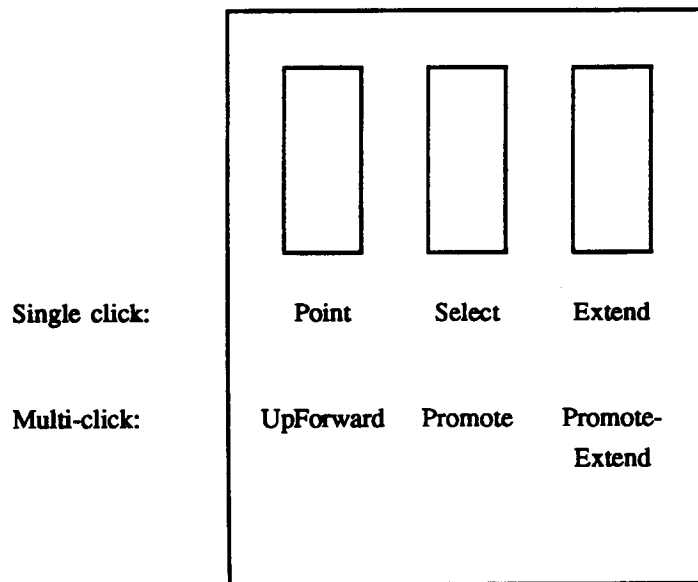 Single click: Point Select Extend
Multi-click: UpForward Promote Promote-
Extend